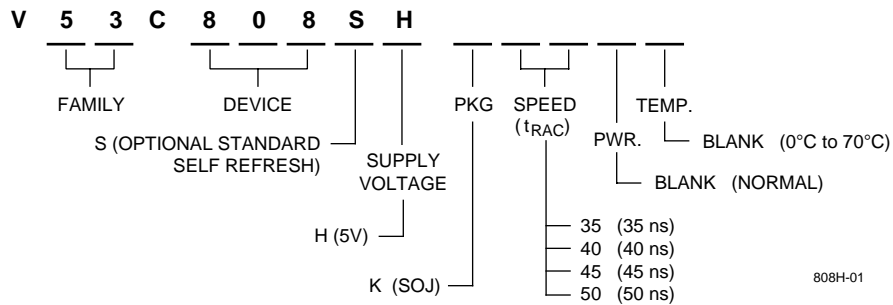 V 5 3 C 8 0 8 S H
FAMILY DEVICE PKG SPEED TEMP.
(tRAC)
S (OPTIONAL STANDARD
SELF REFRESH)
SUPPLY
VOLTAGE
PWR.
BLANK (0°C to 70°C)
BLANK (NORMAL)
H (5V)
K (SOJ)
35 (35 ns)
40 (40 ns)
45 (45 ns)
50 (50 ns)
808H-01